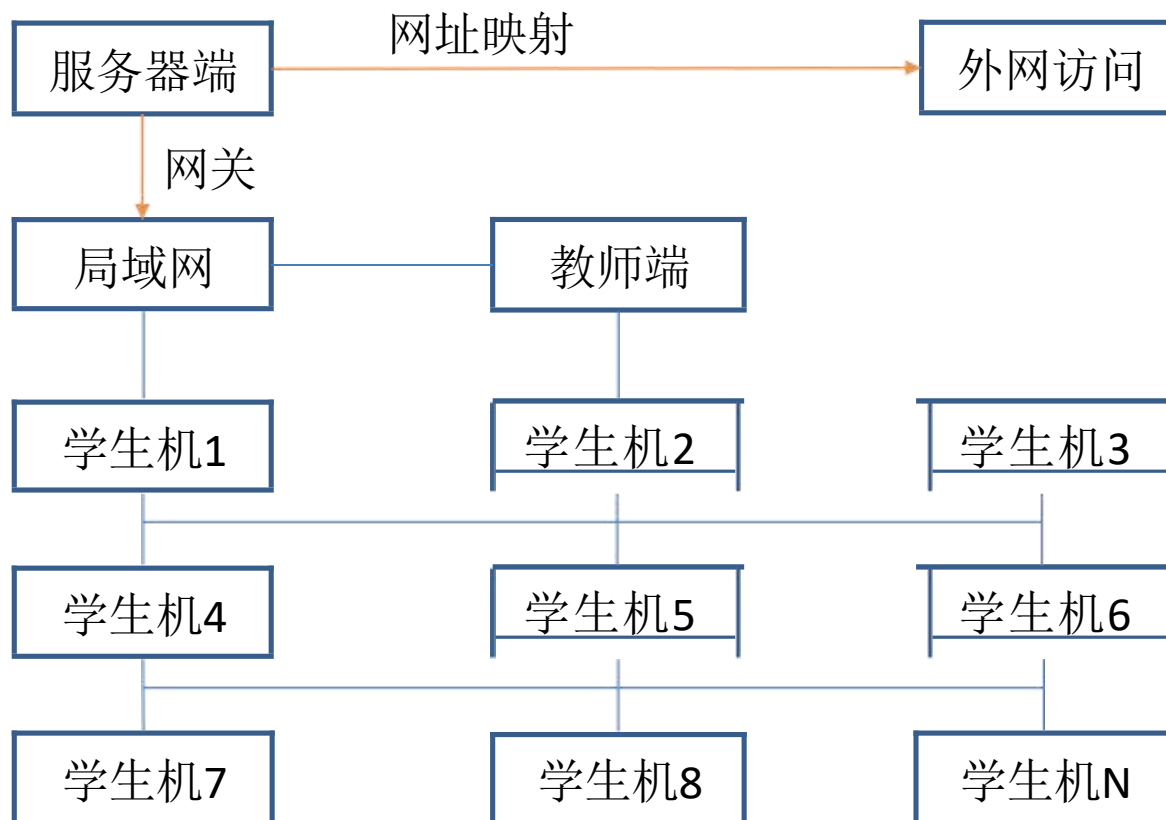 网址映射
服务器端
外网访问
网关
局域网
教师端
学生机1
学生机2
学生机3
学生机4
学生机5
学生机6
学生机7
学生机8
学生机N